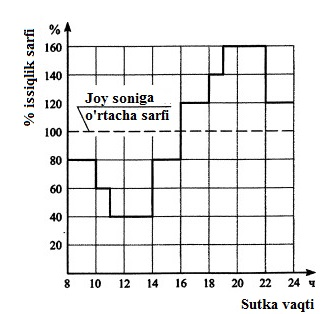 %
% issiqlik sarfi
160
140
120
100
80
60
40
20
Joy soniga
o'rtacha sarfi
8 10 12 14 16 18 20 22 24 ч
Sutka vaqti